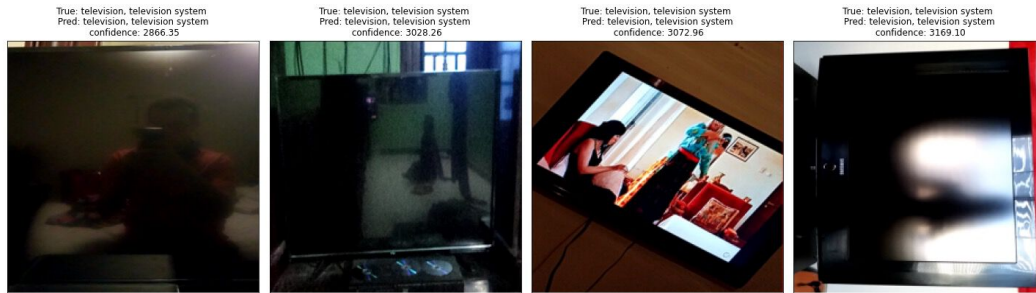 True: television, television system
Pred: television, television system
confidence: 2866.35
True: television, television system
Pred: television, television system
confidence: 3028.26
True: television, television system
Pred: television, television system
confidence: 3072.96
True: television, television system
Pred: television, television system
confidence: 3169.10